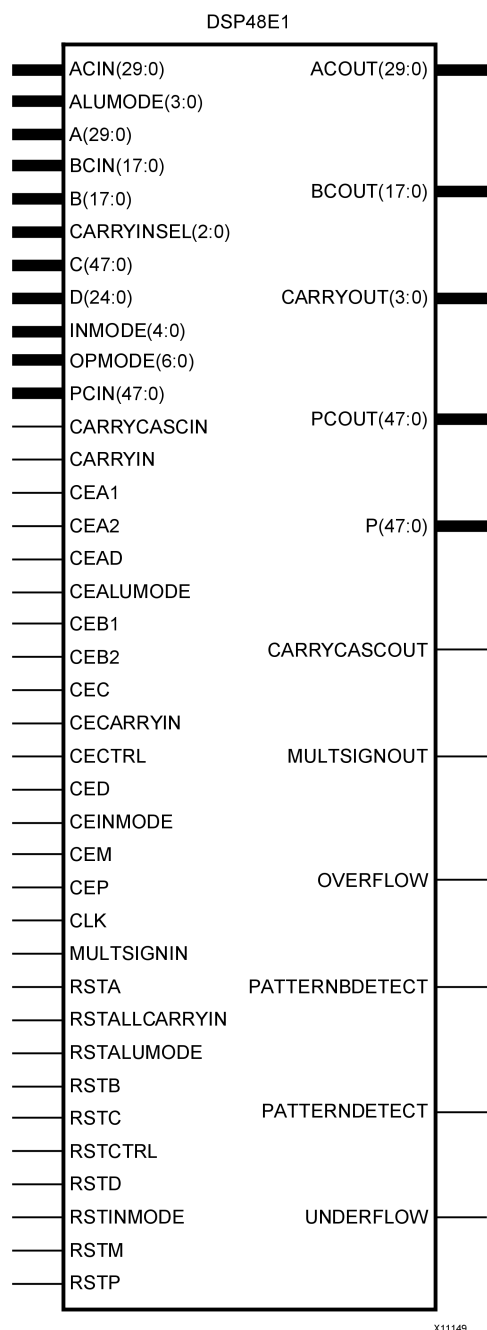 DSP48E1
ACIN(29:0)
ALUMODE(3:0)
A(29:0)
BCIN(17:0)
B(17:0)
CARRYINSEL(2:0)
C(47:0)
D(24:0)
INMODE(4:0)
OPMODE(6:0)
PCIN(47:0)
CARRYCASCIN
CARRYIN
CEA1
CEA2
CEAD
CEALUMODE
CEB1
CEB2
CEC
CECARRYIN
CECTRL
CED
CEINMODE
CEM
CEP
CLK
MULTSIGNIN
RSTA
RSTALLCARRYIN
RSTALUMODE
RSTB
RSTC
RSTCTRL
RSTD
RSTINMODE
RSTM
RSTP
ACOUT(29:0)
BCOUT(17:0)
CARRYOUT(3:0)
PCOUT(47:0)
P(47:0)
CARRYCASCOUT
MULTSIGNOUT
OVERFLOW
PATTERNBDETECT
PATTERNDETECT
UNDERFLOW
X11149